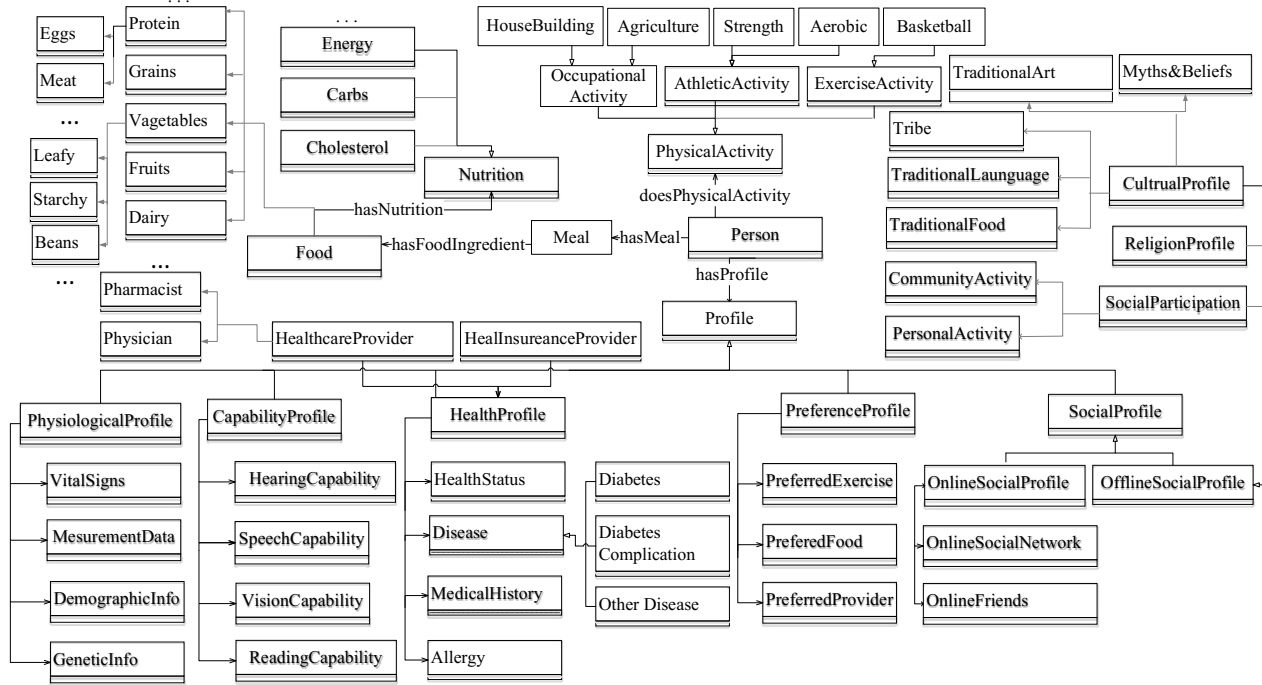 ...
Protein
Eggs
Grains
Meat
...
Vagetables
Leafy
Fruits
Starchy
Dairy
Beans
...
...
...
Energy
Carbs
Cholesterol
Nutrition
hasNutrition
Food
hasFoodIngredient
Meal
hasMeal
Person
HouseBuilding
Agriculture
Strength
Aerobic
Basketball
Occupational
Activity
AthleticActivity
ExerciseActivity
PhysicalActivity
doesPhysicalActivity
hasProfile
Profile
TraditionalArt
Myths&Beliefs
Tribe
TraditionalLaunguage
CultrualProfile
TraditionalFood
ReligionProfile
CommunityActivity
SocialParticipation
PersonalActivity
Pharmacist
Physician
HealthcareProvider
HealInsureanceProvider
PhysiologicalProfile
CapabilityProfile
HealthProfile
PreferenceProfile
SocialProfile
VitalSigns
MesurementData
DemographicInfo
GeneticInfo
HearingCapability
SpeechCapability
VisionCapability
ReadingCapability
HealthStatus
Disease
MedicalHistory
Allergy
Diabetes
Diabetes
Complication
Other Disease
PreferredExercise
PreferedFood
PreferredProvider
OnlineSocialProfile
OfflineSocialProfile
OnlineSocialNetwork
OnlineFriends